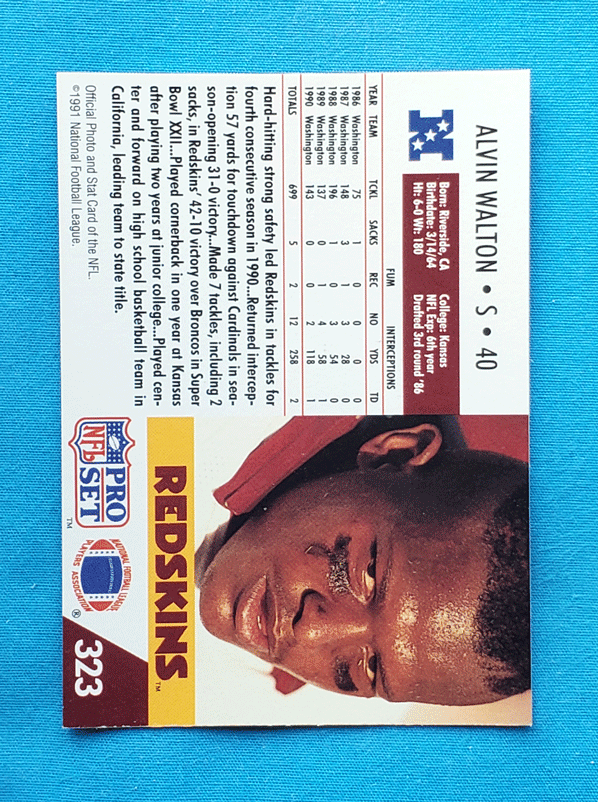 ALVIN WALTON • S • 40
N
Born: Riverside, CA
Birthdate: 3/14/64
Ht: 6-0 Wt: 180
College: Kansas
NFL Exp: 6th year
Drafted 3rd round '86
FUM INTERCEPTIONS
YEAR TEAM TCKL SACKS REC NO YDS TD
1986 Washington 75 1 0 0 0 0
1987 Washington 148 3 1 3 28 0
1988 Washington 196 1 0 3 54 0
1989 Washington 137 0 1 4 58 1
1990 Washington 143 0 0 2 118 1
TOTALS 699 5 2 12 258 2
Hard-hitting strong safety led Redskins in tackles for
fourth consecutive season in 1990...Returned intercep-
tion 57 yards for touchdown against Cardinals in sea-
son-opening 31-0 victory...Made 7 tackles, including 2
sacks, in Redskins' 42-10 victory over Broncos in Super
Bowl XXII...Played cornerback in one year at Kansas
after playing two years at junior college...Played cen-
ter and forward on high school basketball team in
California, leading team to state title.
Official Photo and Stat Card of the NFL.
©1991 National Football League.
REDSKINS™
PRO
NFL SET™
NATIONAL FOOTBALL LEAGUE
PLAYERS ASSOCIATION
®
323